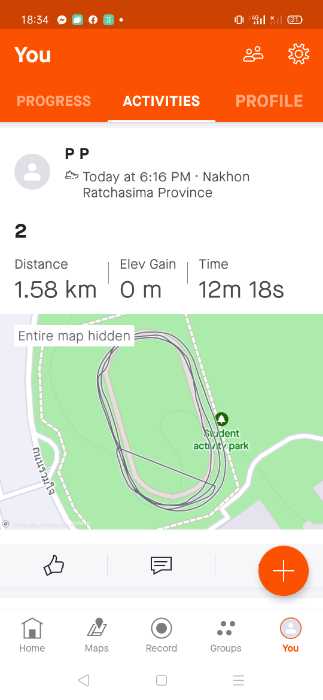 18:34
21
You
PROGRESS
ACTIVITIES
PROFILE
P P
Today at 6:16 PM · Nakhon
Ratchasima Province
2
Distance
Elev Gain
Time
1.58 km
0 m
12m 18s
Entire map hidden
Student
activity park
Home
Maps
Record
Groups
You